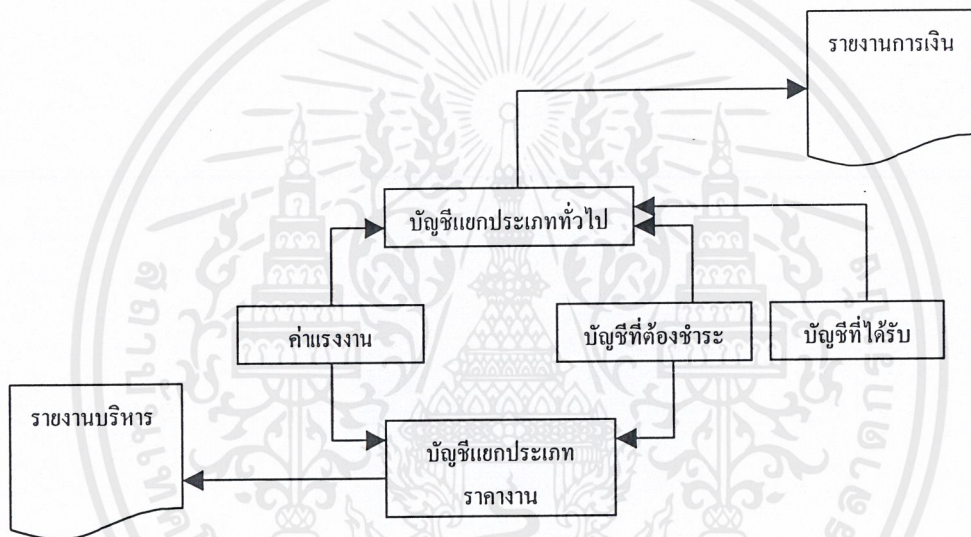 รายงานการเงิน
บัญชีแยกประเภททั่วไป
ค่าแรงงาน
บัญชีที่ต้องชำระ
บัญชีที่ได้รับ
รายงานบริหาร
บัญชีแยกประเภท
ราคางาน